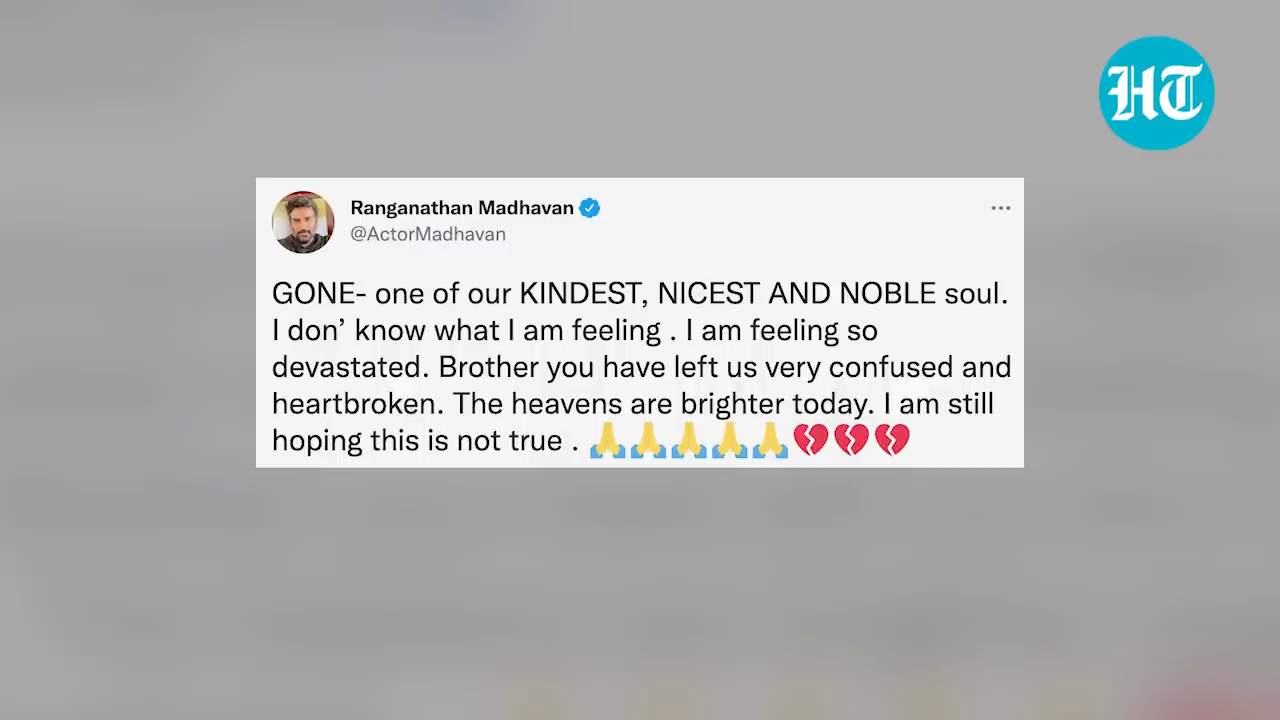 HT
Ranganathan Madhavan
@ActorMadhavan
GONE- one of our KINDEST, NICEST AND NOBLE soul.
I don’ know what I am feeling . I am feeling so
devastated. Brother you have left us very confused and
heartbroken. The heavens are brighter today. I am still
hoping this is not true . 🙏🙏🙏🙏🙏💔💔💔